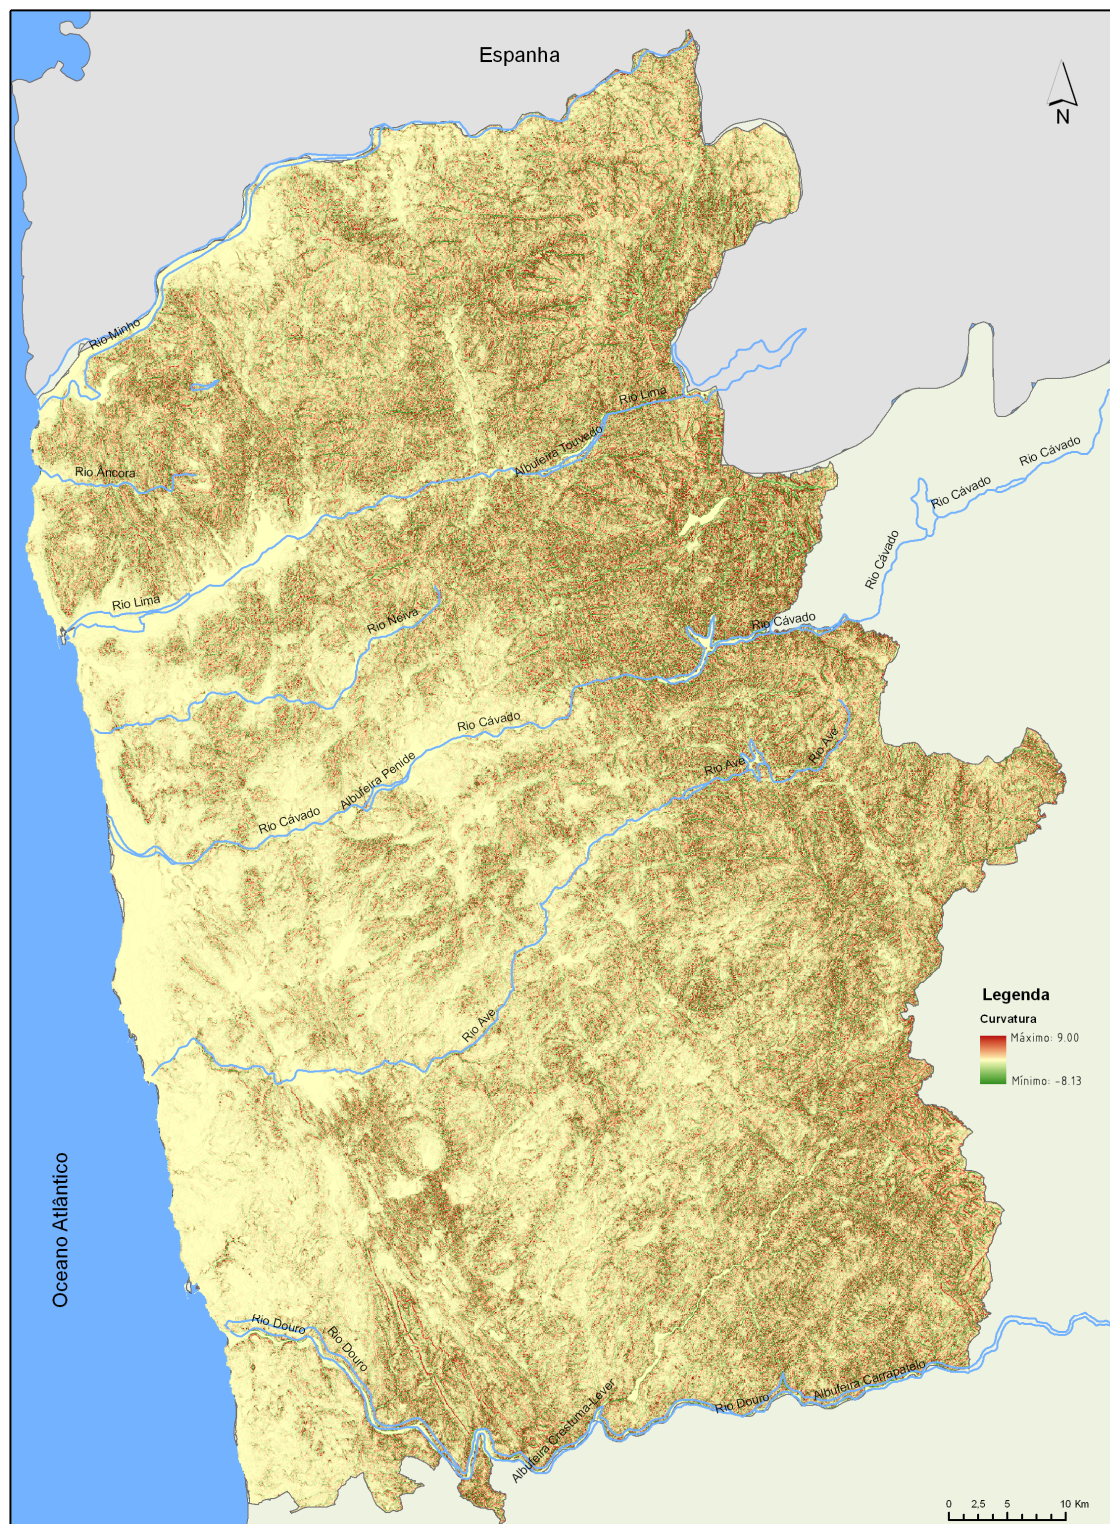 Espanha
N
Rio Minho
Rio Lima
Albufeira Touvedo
Rio Âncora
Rio Cávado
Rio Cávado
Rio Cávado
Rio Lima
Rio Neiva
Rio Cávado
Rio Cávado
Rio Ave
Rio Ave
Albufeira Penide
Rio Cávado
Legenda
Curvatura
Máximo: 9.00
Mínimo: -8.13
Rio Ave
Oceano Atlântico
Rio Douro
Rio Douro
Albufeira Carrapatelo
Rio Douro
Albufeira Crestuma-Lever
0 2,5 5 10 Km